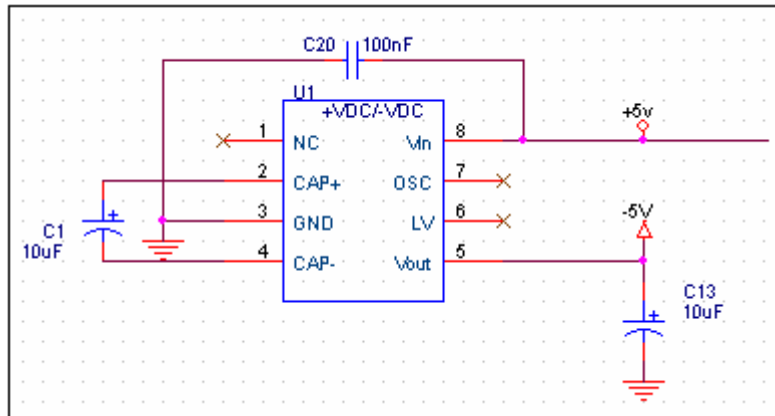 C20 100nF
U1
+VDC/-VDC
1 NC Vin 8
2 CAP+ OSC 7
3 GND LV 6
4 CAP- Vout 5
+5v
-5V
C1
10uF
+
C13
10uF
+